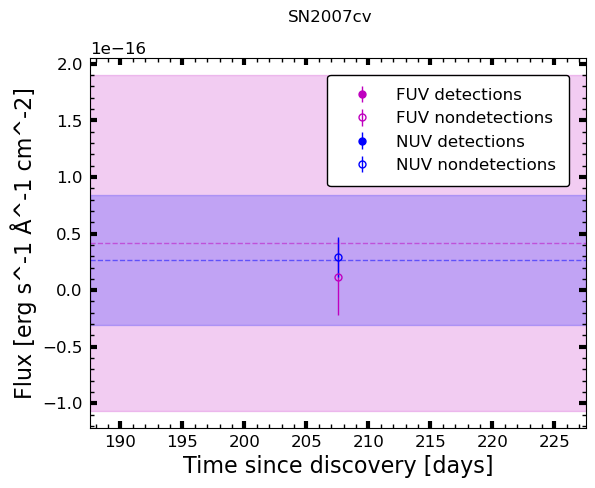 SN2007cv
1e−16
2.0
1.5
1.0
0.5
0.0
−0.5
−1.0
Flux [erg s^-1 Å^-1 cm^-2]
FUV detections
FUV nondetections
NUV detections
NUV nondetections
190 195 200 205 210 215 220 225
Time since discovery [days]